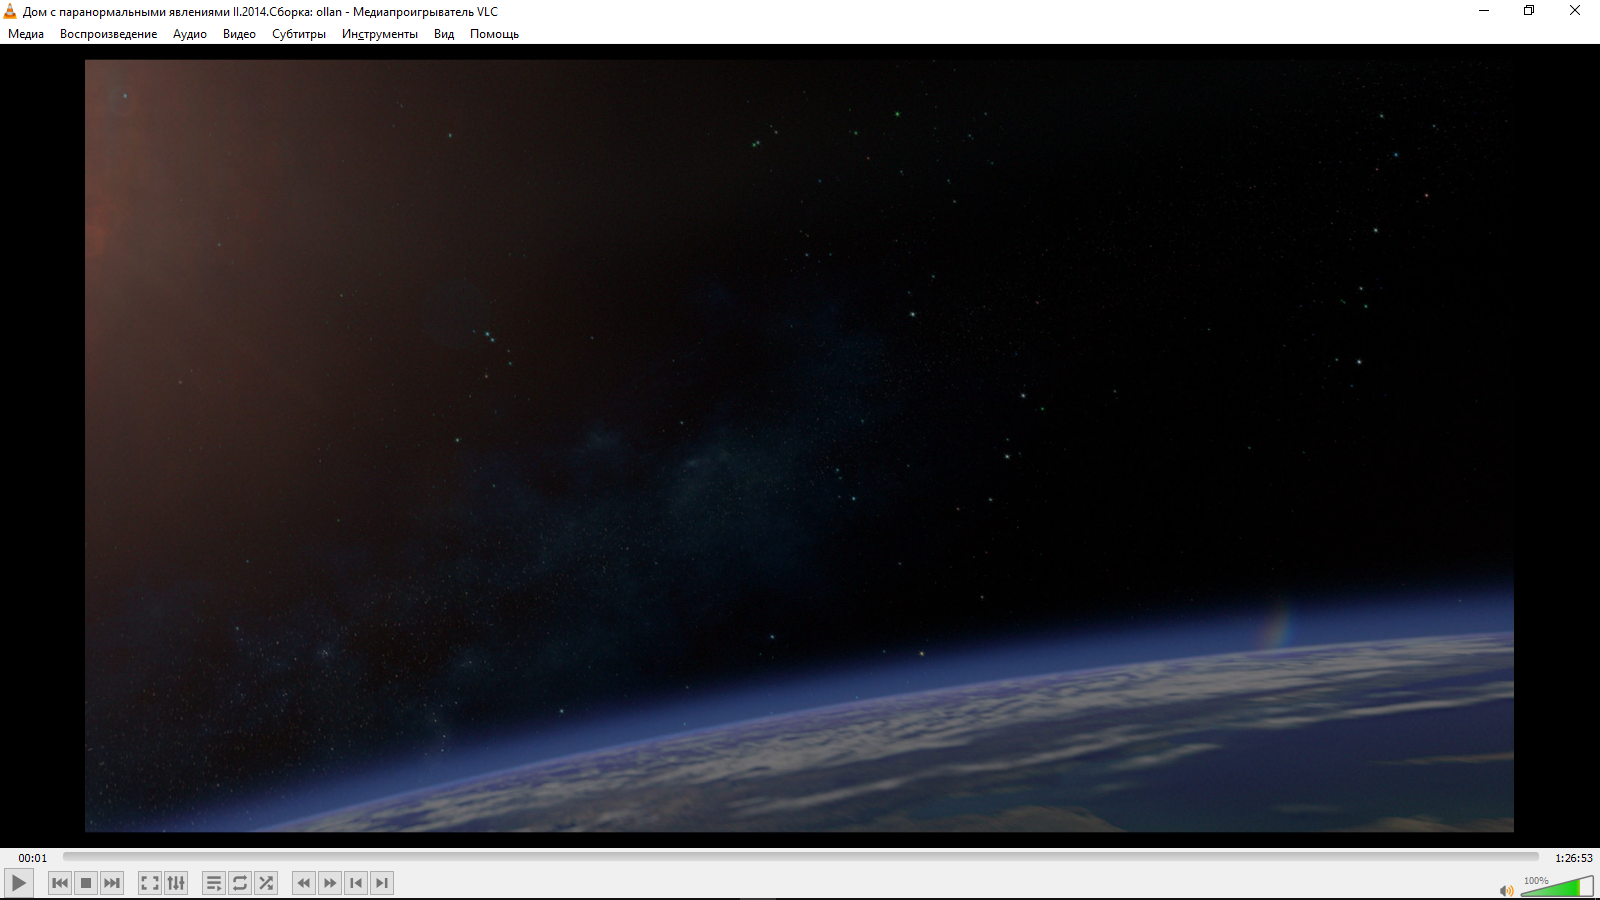 Дом с паранормальными явлениями II.2014.Сборка: ollan - Медиапроигрыватель VLC
Медиа Воспроизведение Аудио Видео Субтитры Инструменты Вид Помощь
00:01 1:26:53
100%